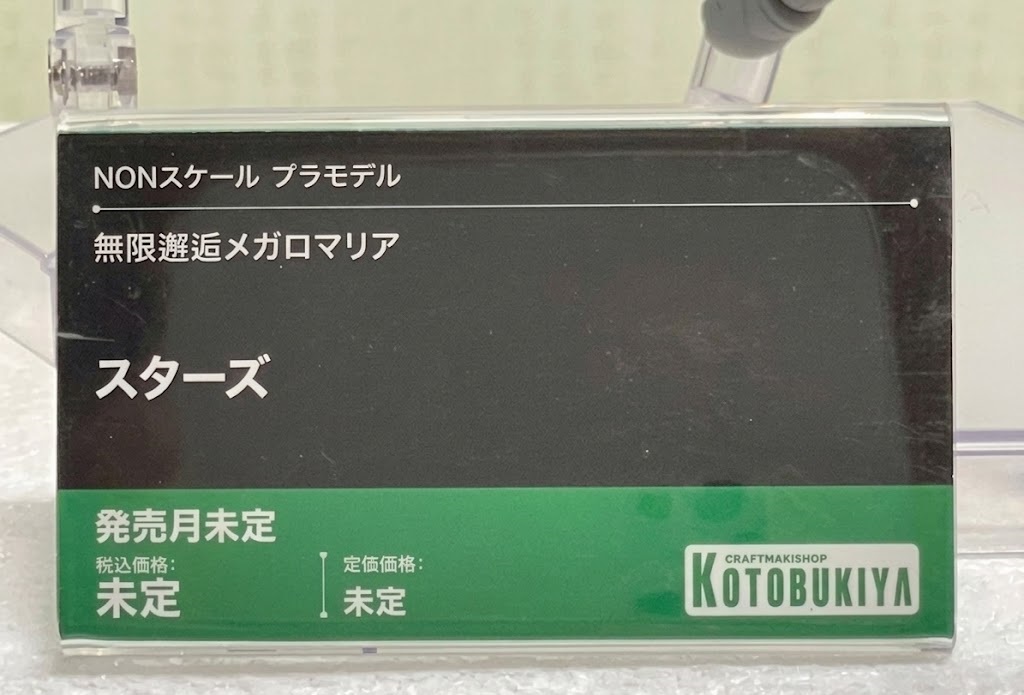 NONスケール プラモデル
無限邂逅メガロマリア
スターズ
発売月未定
税込価格:
未定
定価価格:
未定
CRAFTMAKISHOP
KOTOBUKIYA